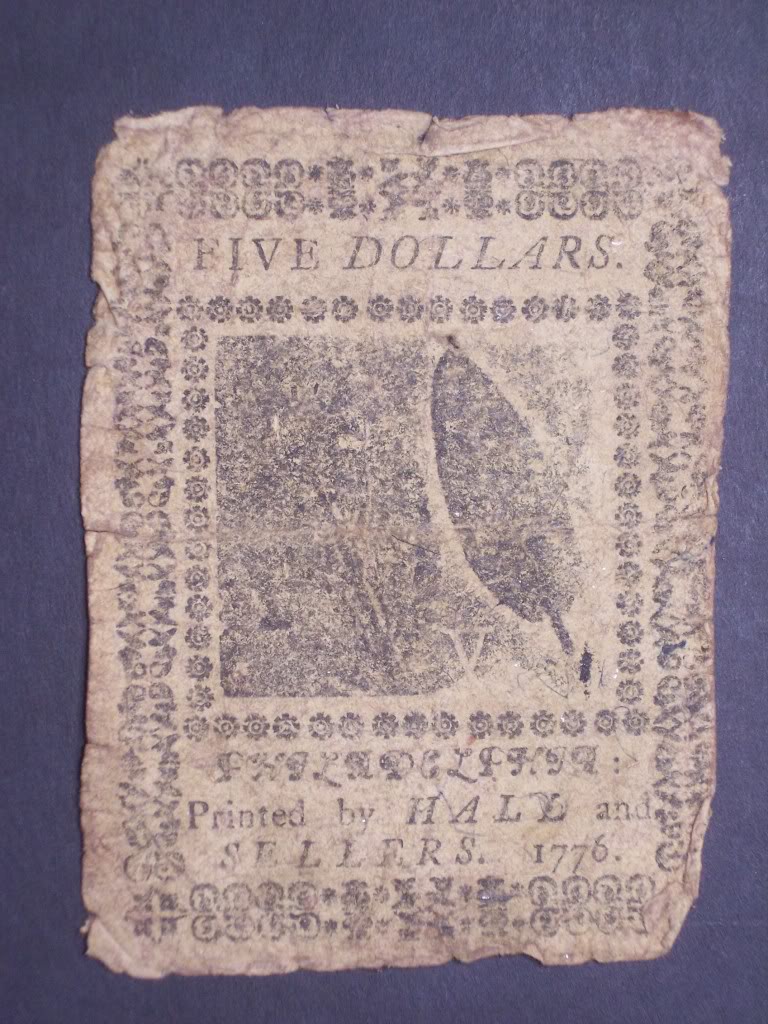 FIVE DOLLARS.
V
PHILADELPHIA:
Printed by HALL and
SELLERS. 1776.